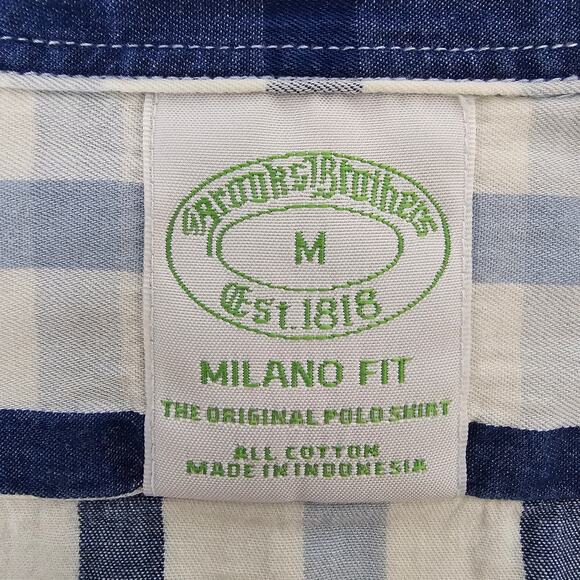 Brooks Brothers
M
Est. 1818
MILANO FIT
THE ORIGINAL POLO SHIRT
ALL COTTON
MADE IN INDONESIA